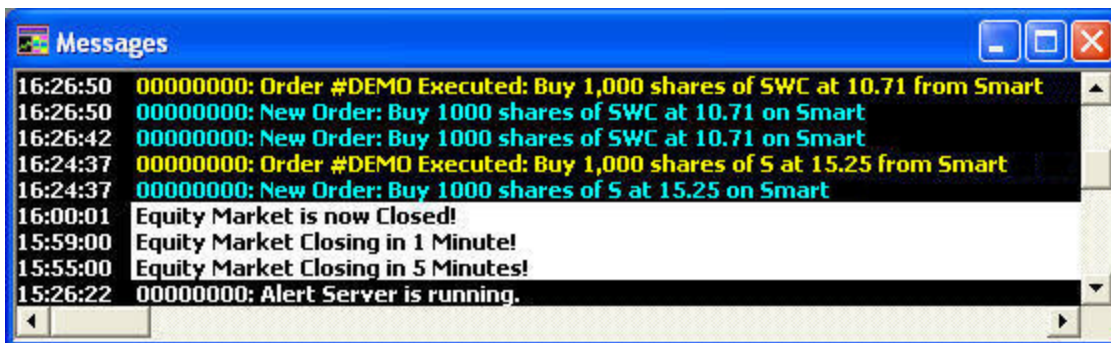 Messages
16:26:50 00000000: Order #DEMO Executed: Buy 1,000 shares of SWC at 10.71 from Smart
16:26:50 00000000: New Order: Buy 1000 shares of SWC at 10.71 on Smart
16:26:42 00000000: New Order: Buy 1000 shares of SWC at 10.71 on Smart
16:24:37 00000000: Order #DEMO Executed: Buy 1,000 shares of S at 15.25 from Smart
16:24:37 00000000: New Order: Buy 1000 shares of S at 15.25 on Smart
16:00:01 Equity Market is now Closed!
15:59:00 Equity Market Closing in 1 Minute!
15:55:00 Equity Market Closing in 5 Minutes!
15:26:22 00000000: Alert Server is running.